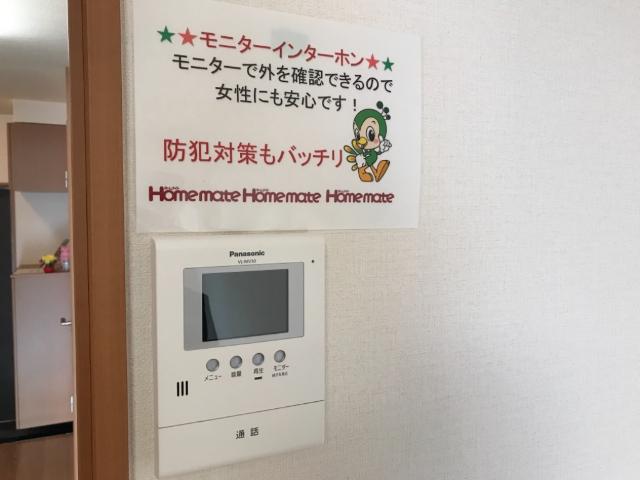 ★★モニターインターホン★★
モニターで外を確認できるので
女性にも安心です！
防犯対策もバッチリ
Homemate Homemate Homemate
Panasonic
VL-MV30
メニュー 音量 再生 モニター
通話